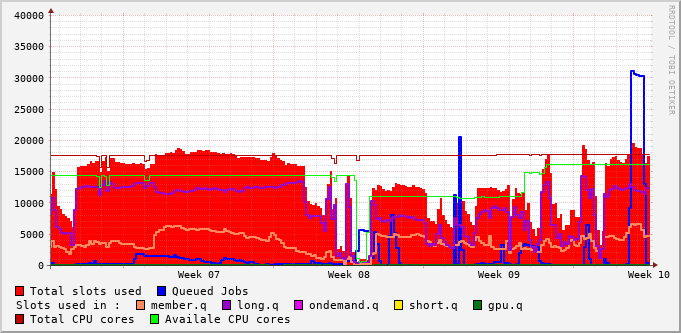 40000
35000
30000
25000
20000
15000
10000
5000
0
Week 07 Week 08 Week 09 Week 10
RRDTOOL / TOBI OETIKER
Total slots used Queued Jobs
Slots used in : member.q long.q ondemand.q short.q gpu.q
Total CPU cores Availale CPU cores